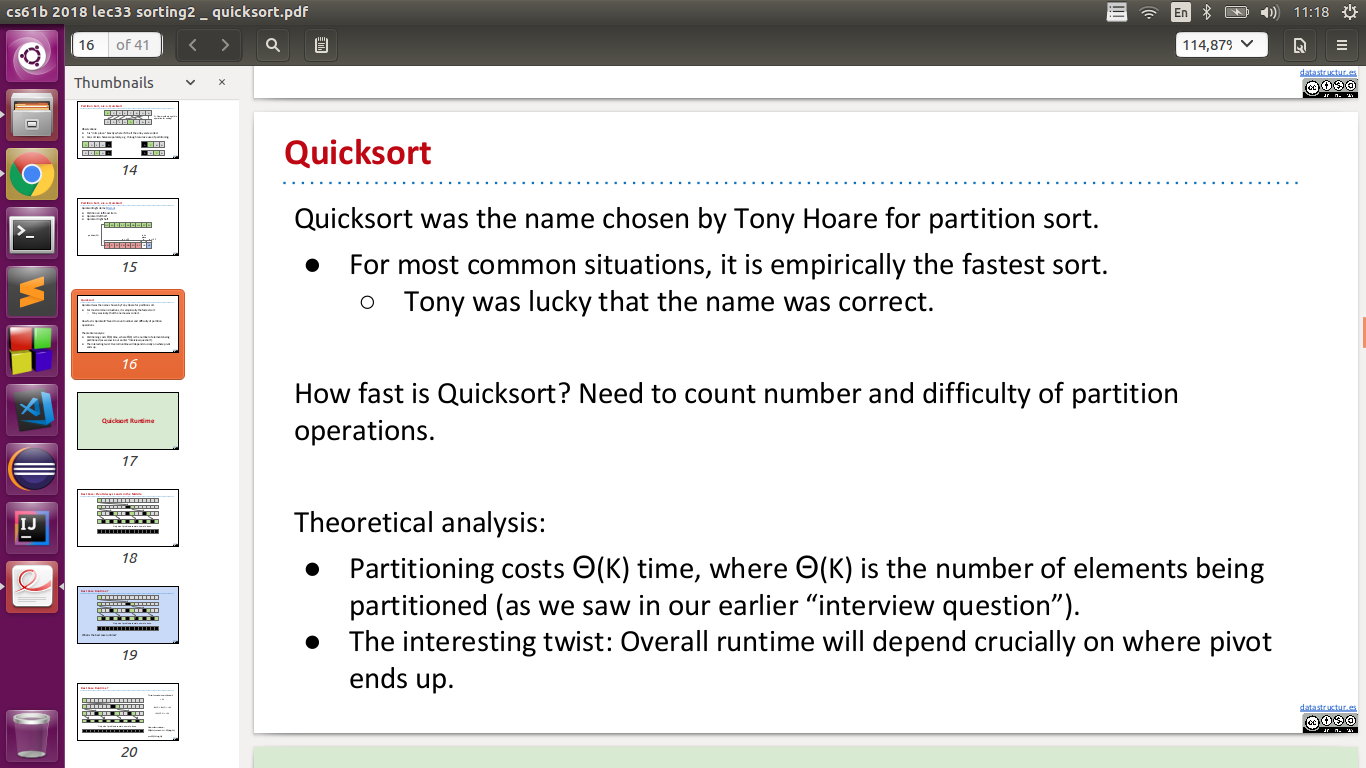 cs61b 2018 lec33 sorting2 _ quicksort.pdf
En
11:18
16
of 41
114,87%
Thumbnails
14
15
16
Quicksort Runtime
17
18
19
20
datastructur.es
Quicksort
Quicksort was the name chosen by Tony Hoare for partition sort.
● For most common situations, it is empirically the fastest sort.
○ Tony was lucky that the name was correct.
How fast is Quicksort? Need to count number and difficulty of partition
operations.
Theoretical analysis:
● Partitioning costs Θ(K) time, where Θ(K) is the number of elements being
partitioned (as we saw in our earlier “interview question”).
● The interesting twist: Overall runtime will depend crucially on where pivot
ends up.
datastructur.es